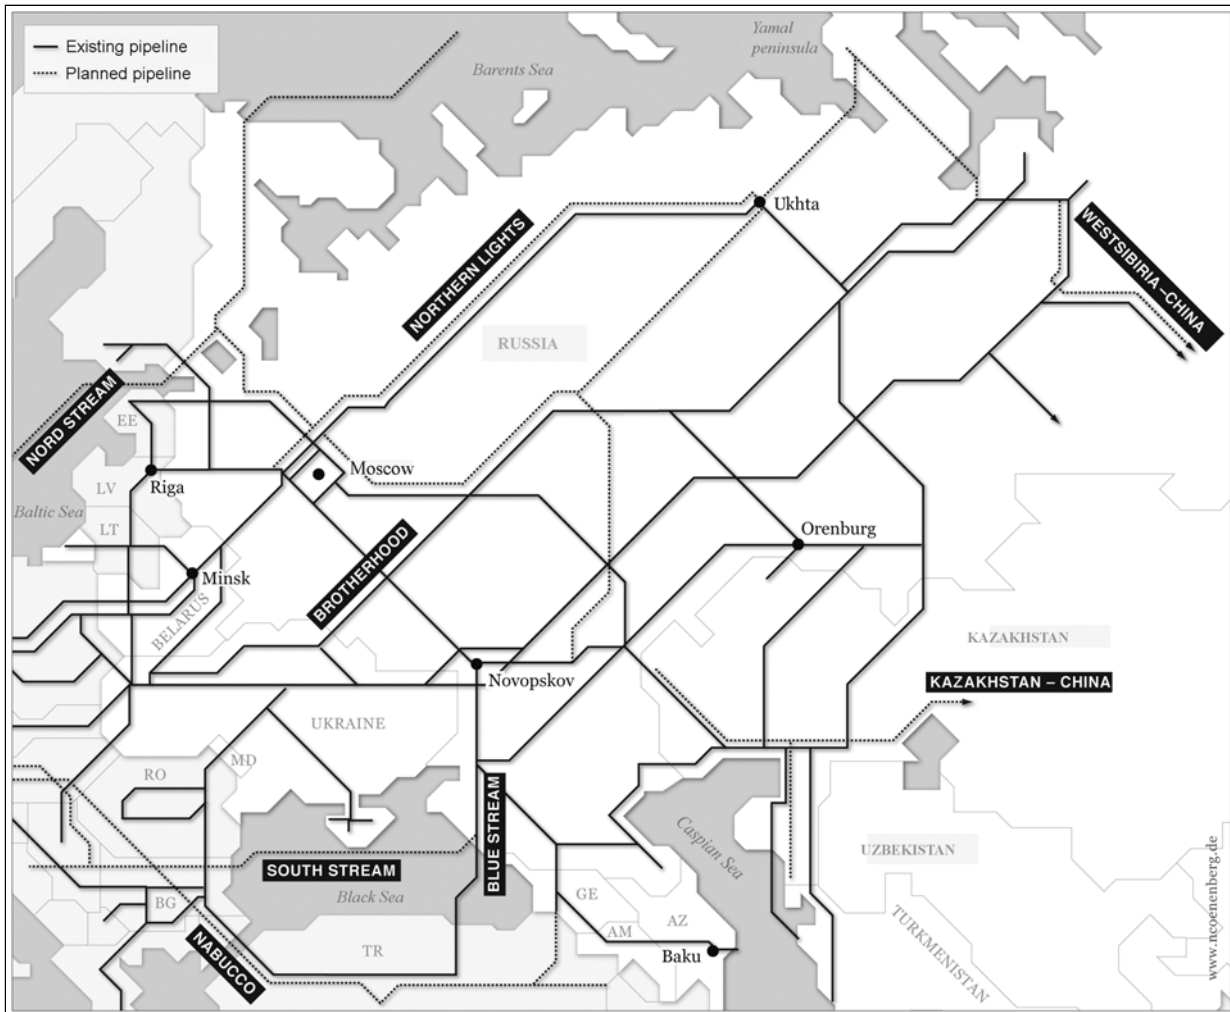 Existing pipeline
Planned pipeline
Barents Sea
Yamal
peninsula
Ukhta
NORTHERN LIGHTS
WESTSIBIRIA –CHINA
RUSSIA
NORD STREAM
EE
Moscow
Riga
LV
Baltic Sea
LT
Orenburg
BROTHERHOOD
Minsk
BELARUS
KAZAKHSTAN
Novopskov
KAZAKHSTAN – CHINA
UKRAINE
MD
RO
BLUE STREAM
Caspian Sea
UZBEKISTAN
SOUTH STREAM
Black Sea
BG
GE
AZ
AM
TR
Baku
NABUCCO
TURKMENISTAN
www.ncoenenberg.de